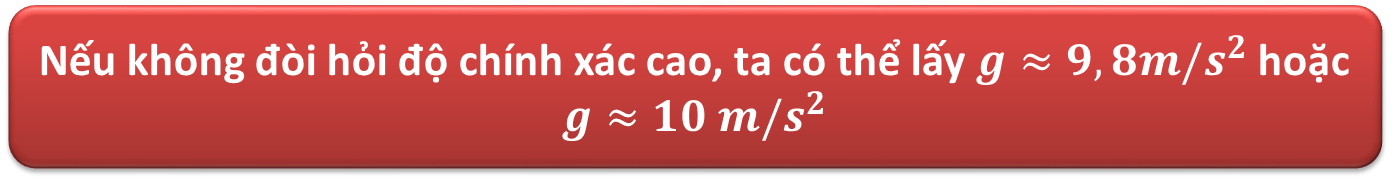 Nếu không đòi hỏi độ chính xác cao, ta có thể lấy g ≈ 9,8m/s² hoặc
g ≈ 10 m/s²